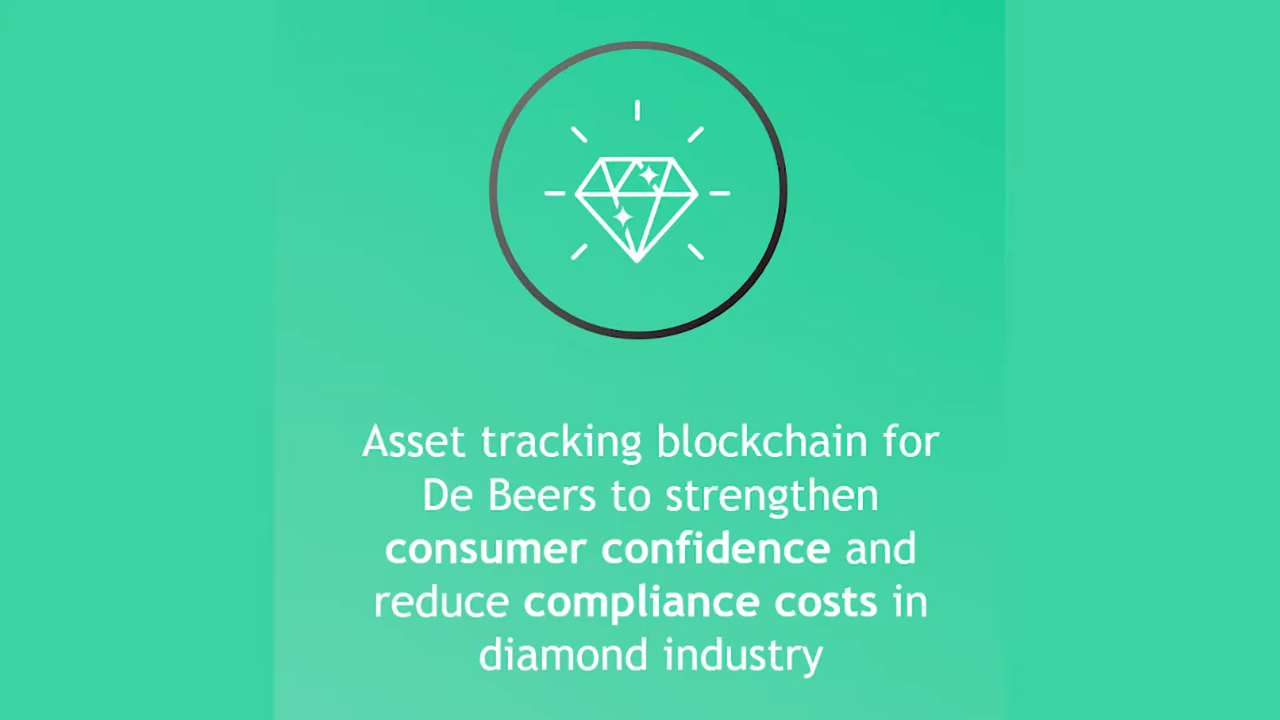 Asset tracking blockchain for
De Beers to strengthen
consumer confidence and
reduce compliance costs in
diamond industry